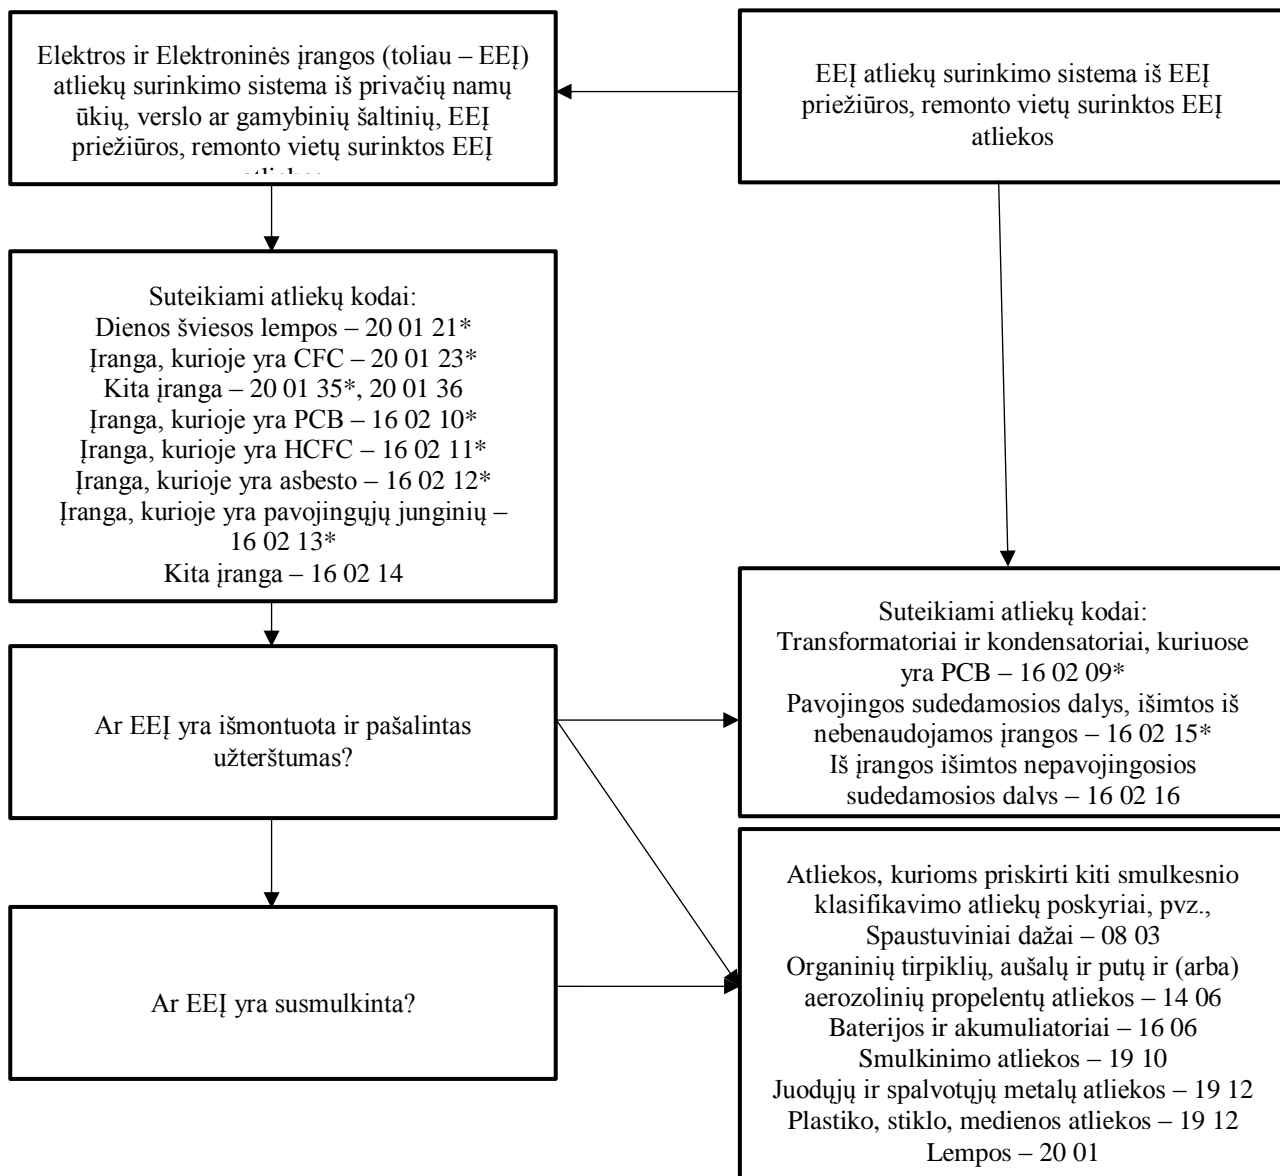 Elektros ir Elektroninės įrangos (toliau – EEĮ)
atliekų surinkimo sistema iš privačių namų
ūkių, verslo ar gamybinių šaltinių, EEĮ
priežiūros, remonto vietų surinktos EEĮ
EEĮ atliekų surinkimo sistema iš EEĮ
priežiūros, remonto vietų surinktos EEĮ
atliekos
Suteikiami atliekų kodai:
Dienos šviesos lempos – 20 01 21*
Įranga, kurioje yra CFC – 20 01 23*
Kita įranga – 20 01 35*, 20 01 36
Įranga, kurioje yra PCB – 16 02 10*
Įranga, kurioje yra HCFC – 16 02 11*
Įranga, kurioje yra asbesto – 16 02 12*
Įranga, kurioje yra pavojingųjų junginių –
16 02 13*
Kita įranga – 16 02 14
Suteikiami atliekų kodai:
Transformatoriai ir kondensatoriai, kuriuose
yra PCB – 16 02 09*
Pavojingos sudedamosios dalys, išimtos iš
nebenaudojamos įrangos – 16 02 15*
Iš įrangos išimtos nepavojingosios
sudedamosios dalys – 16 02 16
Ar EEĮ yra išmontuota ir pašalintas
užterštumas?
Atliekos, kurioms priskirti kiti smulkesnio
klasifikavimo atliekų poskyriai, pvz.,
Spaustuviniai dažai – 08 03
Organinių tirpiklių, aušalų ir putų ir (arba)
aerozolinių propelentų atliekos – 14 06
Baterijos ir akumuliatoriai – 16 06
Smulkinimo atliekos – 19 10
Juodųjų ir spalvotųjų metalų atliekos – 19 12
Plastiko, stiklo, medienos atliekos – 19 12
Lempos – 20 01
Ar EEĮ yra susmulkinta?